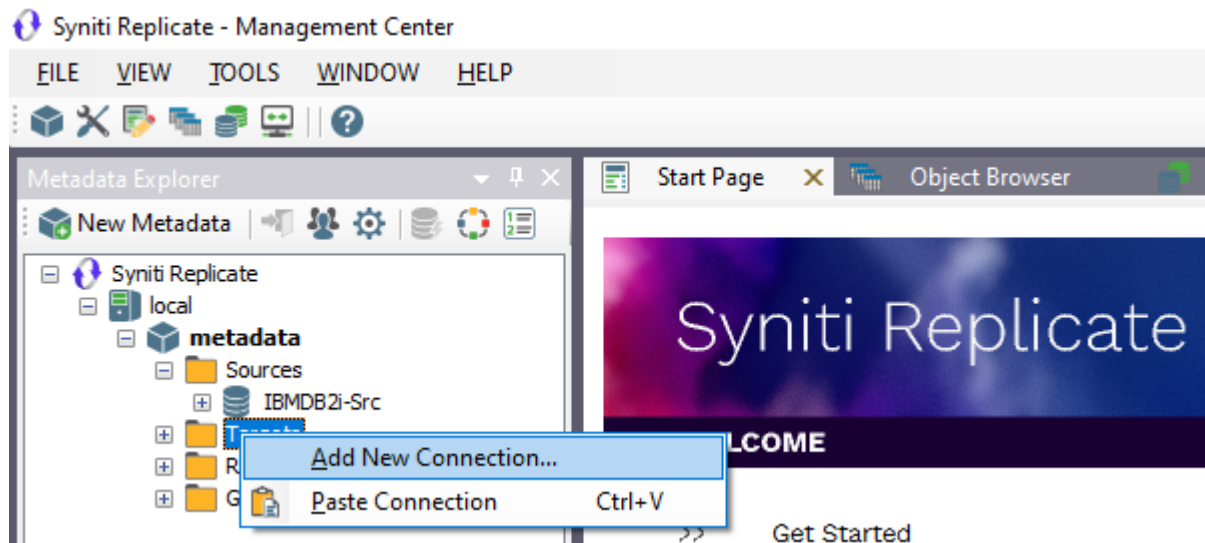 Syniti Replicate - Management Center
FILE VIEW TOOLS WINDOW HELP
Metadata Explorer
Start Page
Object Browser
New Metadata
Syniti Replicate
local
metadata
Sources
IBMDB2i-Src
Add New Connection...
Paste Connection Ctrl+V
Syniti Replicate
LCOME
>> Get Started